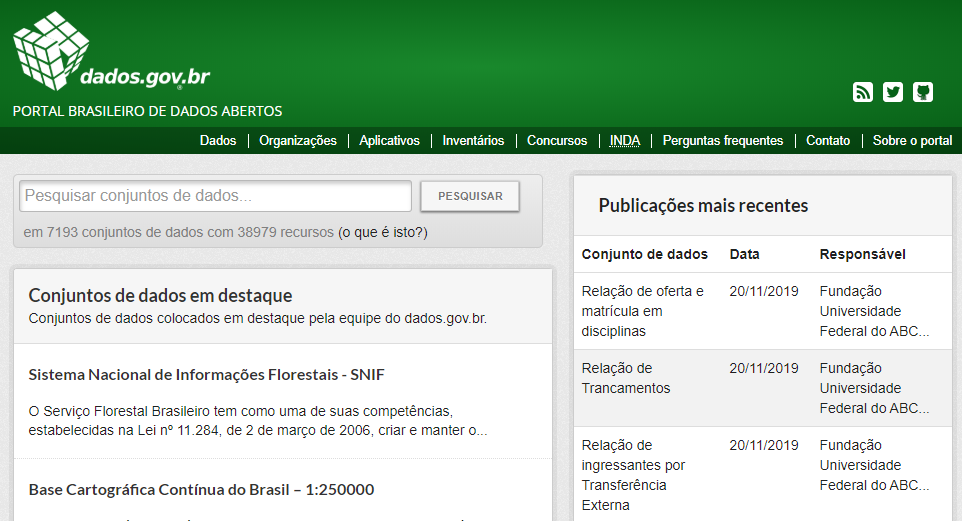 dados.gov.br
PORTAL BRASILEIRO DE DADOS ABERTOS
Dados
Organizações
Aplicativos
Inventários
Concursos
INDA
Perguntas frequentes
Contato
Sobre o portal
Pesquisar conjuntos de dados...
PESQUISAR
em 7193 conjuntos de dados com 38979 recursos (o que é isto?)
Conjuntos de dados em destaque
Conjuntos de dados colocados em destaque pela equipe do dados.gov.br.
Sistema Nacional de Informações Florestais - SNIF
O Serviço Florestal Brasileiro tem como uma de suas competências,
estabelecidas na Lei nº 11.284, de 2 de março de 2006, criar e manter o...
Base Cartográfica Contínua do Brasil – 1:250000
Publicações mais recentes
Conjunto de dados Data Responsável
Relação de oferta e 20/11/2019 Fundação
matrícula em Universidade
disciplinas Federal do ABC...
Relação de 20/11/2019 Fundação
Trancamentos Universidade
Federal do ABC...
Relação de 20/11/2019 Fundação
ingressantes por Universidade
Transferência Federal do ABC...
Externa